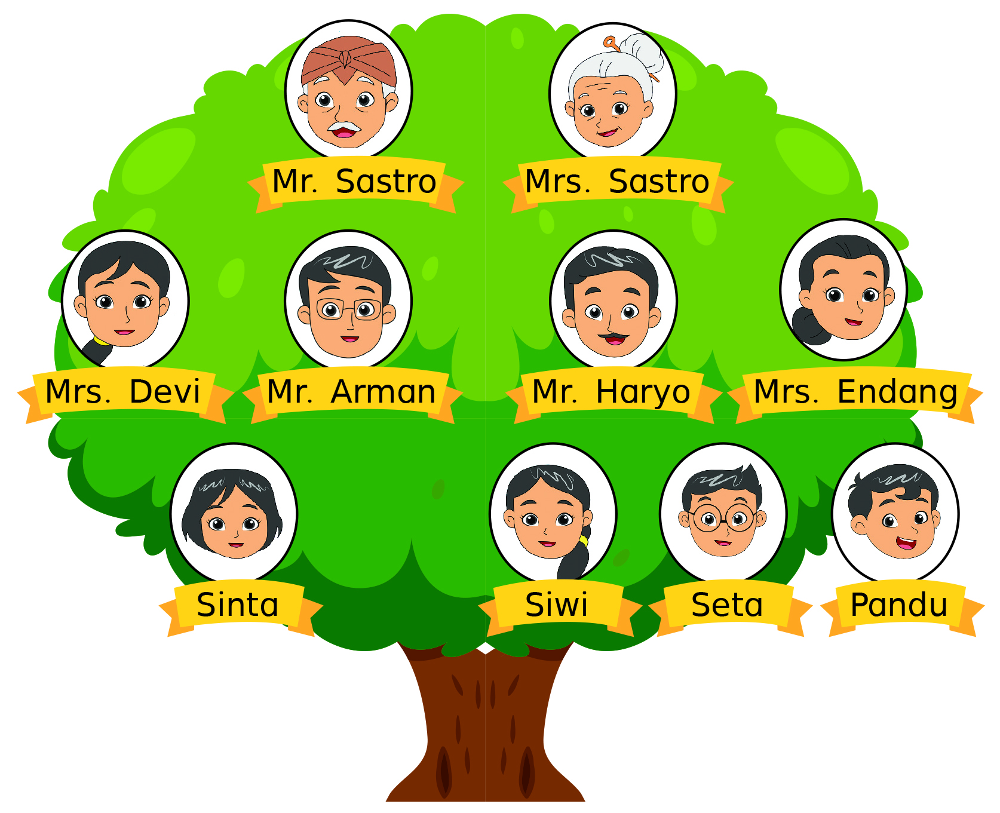 Mr. Sastro
Mrs. Sastro
Mrs. Devi
Mr. Arman
Mr. Haryo
Mrs. Endang
Sinta
Siwi
Seta
Pandu